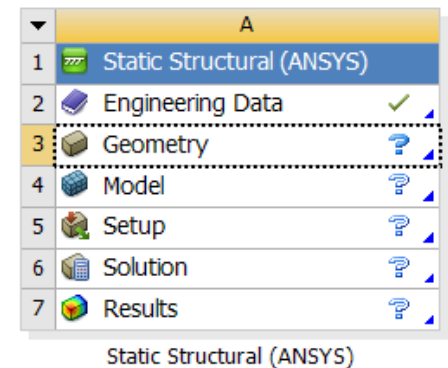 A
1 Static Structural (ANSYS)
2 Engineering Data ✓
3 Geometry ?
4 Model ?
5 Setup ?
6 Solution ?
7 Results ?
Static Structural (ANSYS)